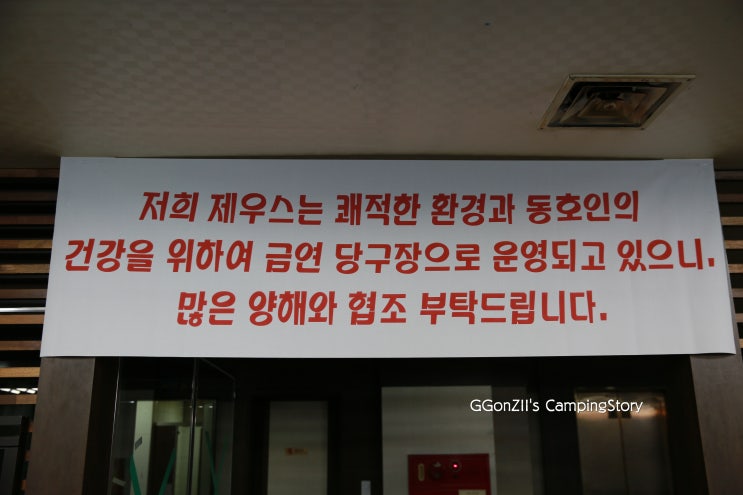 저희 제우스는 쾌적한 환경과 동호인의
건강을 위하여 금연 당구장으로 운영되고 있으니,
많은 양해와 협조 부탁드립니다.
GGonZII's CampingStory